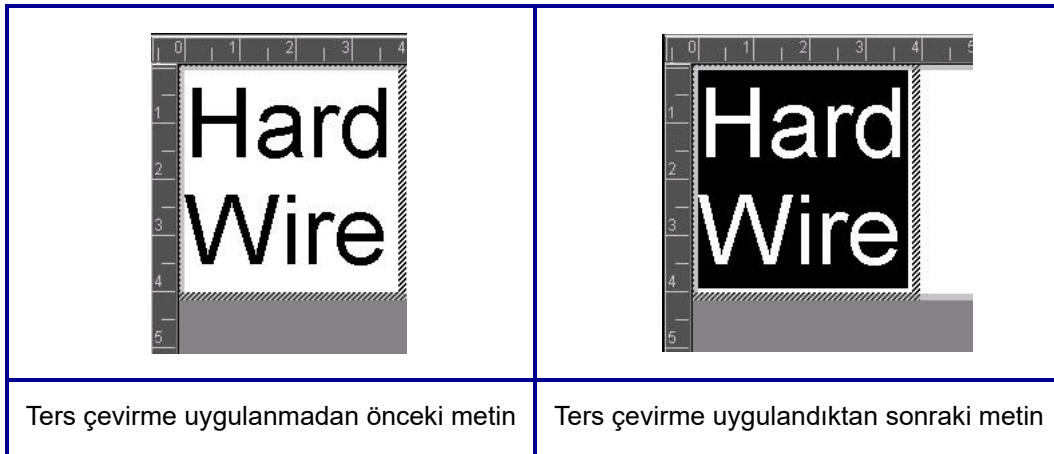 0 1 2 3 4
1
2
3
4
5
Hard
Wire
0 1 2 3 4 5
1
2
3
4
5
Hard
Wire
Ters çevirme uygulanmadan önceki metin
Ters çevirme uygulandıktan sonraki metin